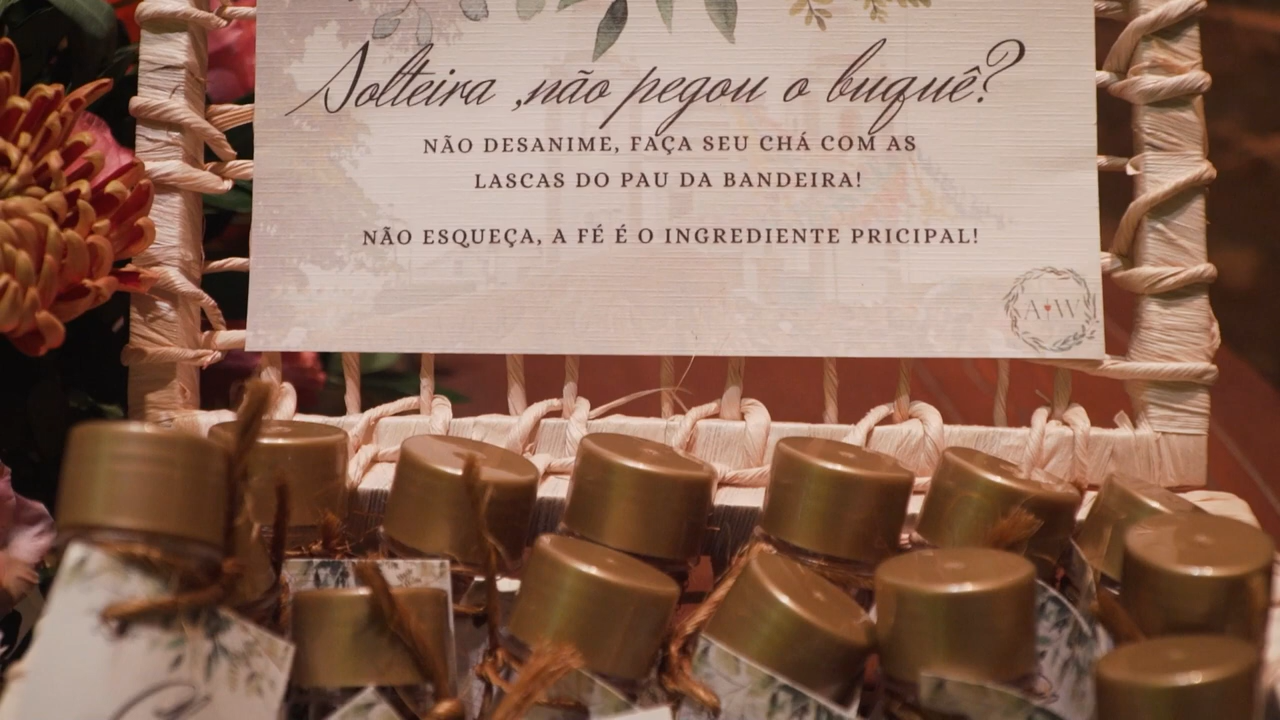 Solteira ,não pegou o buquê?
NÃO DESANIME, FAÇA SEU CHÁ COM AS
LASCAS DO PAU DA BANDEIRA!
NÃO ESQUEÇA, A FÉ É O INGREDIENTE PRICIPAL!
A W